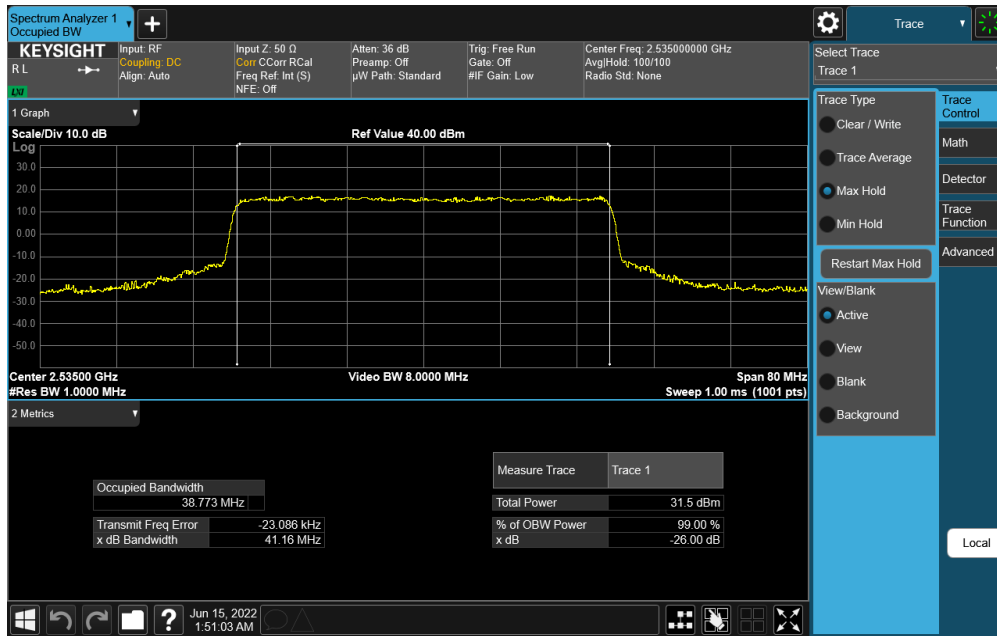 Spectrum Analyzer 1
Occupied BW
+
Trace
KEYSIGHT
R L
LXI
Input: RF
Coupling: DC
Align: Auto
Input Z: 50 Ω
Corr CCorr RCal
Freq Ref: Int (S)
NFE: Off
Atten: 36 dB
Preamp: Off
µW Path: Standard
Trig: Free Run
Gate: Off
#IF Gain: Low
Center Freq: 2.535000000 GHz
Avg|Hold: 100/100
Radio Std: None
Select Trace
Trace 1
1 Graph
Scale/Div 10.0 dB
Ref Value 40.00 dBm
Log
30.0
20.0
10.0
0.00
-10.0
-20.0
-30.0
-40.0
-50.0
Center 2.53500 GHz
Video BW 8.0000 MHz
Span 80 MHz
#Res BW 1.0000 MHz
Sweep 1.00 ms (1001 pts)
Trace Type
Clear / Write
Trace Average
Max Hold
Min Hold
Restart Max Hold
View/Blank
Active
View
Blank
Background
Trace
Control
Math
Detector
Trace
Function
Advanced
2 Metrics
Occupied Bandwidth
38.773 MHz
Transmit Freq Error -23.086 kHz
x dB Bandwidth 41.16 MHz
Measure Trace Trace 1
Total Power 31.5 dBm
% of OBW Power 99.00 %
x dB -26.00 dB
Local
?
Jun 15, 2022
1:51:03 AM